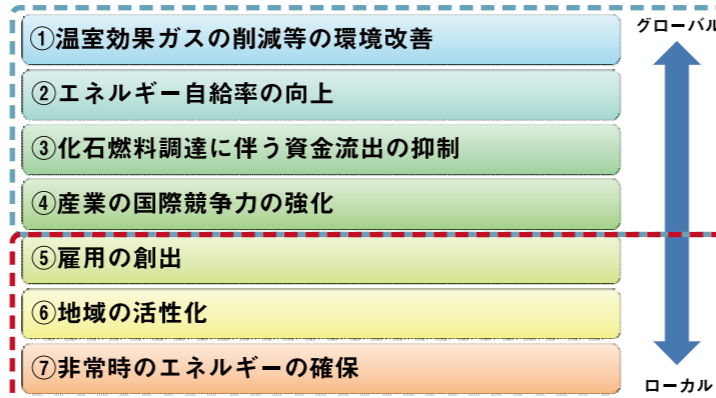 グローバル
①温室効果ガスの削減等の環境改善
②エネルギー自給率の向上
③化石燃料調達に伴う資金流出の抑制
④産業の国際競争力の強化
⑤雇用の創出
⑥地域の活性化
⑦非常時のエネルギーの確保
ローカル